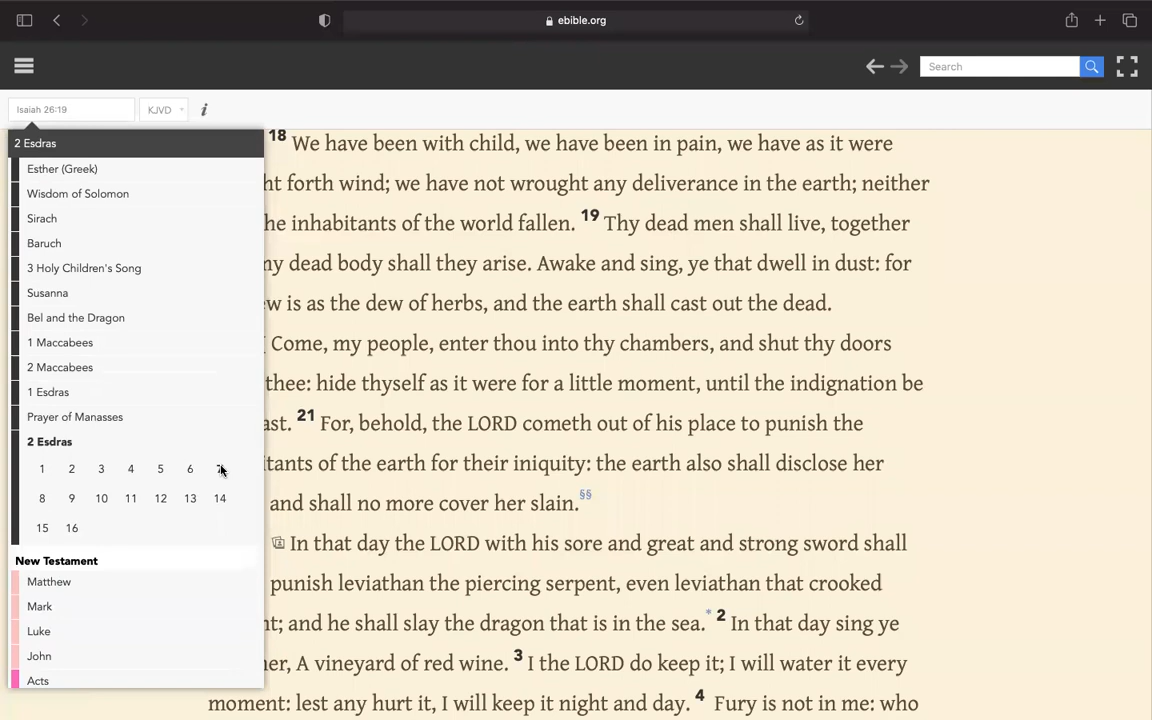 ebible.org
Search
Isaiah 26:19
KJVD
i
2 Esdras
Esther (Greek)
Wisdom of Solomon
Sirach
Baruch
3 Holy Children's Song
Susanna
Bel and the Dragon
1 Maccabees
2 Maccabees
1 Esdras
Prayer of Manasses
2 Esdras
1 2 3 4 5 6
8 9 10 11 12 13 14
15 16
New Testament
Matthew
Mark
Luke
John
Acts
18 We have been with child, we have been in pain, we have as it were
ht forth wind; we have not wrought any deliverance in the earth; neither
he inhabitants of the world fallen. 19 Thy dead men shall live, together
my dead body shall they arise. Awake and sing, ye that dwell in dust: for
ew is as the dew of herbs, and the earth shall cast out the dead.
Come, my people, enter thou into thy chambers, and shut thy doors
thee: hide thyself as it were for a little moment, until the indignation be
ast. 21 For, behold, the LORD cometh out of his place to punish the
itants of the earth for their iniquity: the earth also shall disclose her
and shall no more cover her slain.§§
In that day the LORD with his sore and great and strong sword shall
punish leviathan the piercing serpent, even leviathan that crooked
nt; and he shall slay the dragon that is in the sea.* 2 In that day sing ye
her, A vineyard of red wine. 3 I the LORD do keep it; I will water it every
moment: lest any hurt it, I will keep it night and day. 4 Fury is not in me: who